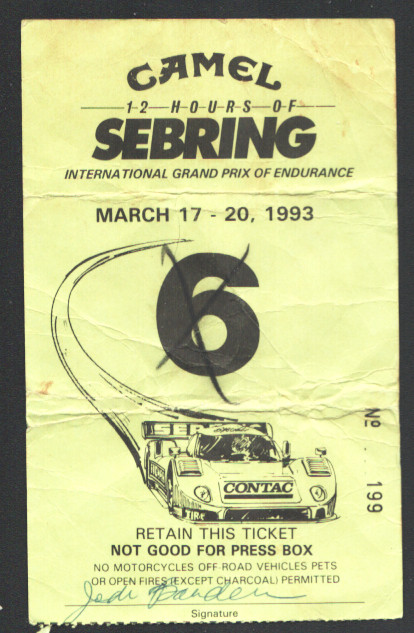 CAMEL
12 HOURS OF
SEBRING
INTERNATIONAL GRAND PRIX OF ENDURANCE
MARCH 17 - 20, 1993
6
CONTAC
Nº 199
RETAIN THIS TICKET
NOT GOOD FOR PRESS BOX
NO MOTORCYCLES OFF-ROAD VEHICLES PETS
OR OPEN FIRES (EXCEPT CHARCOAL) PERMITTED
Signature